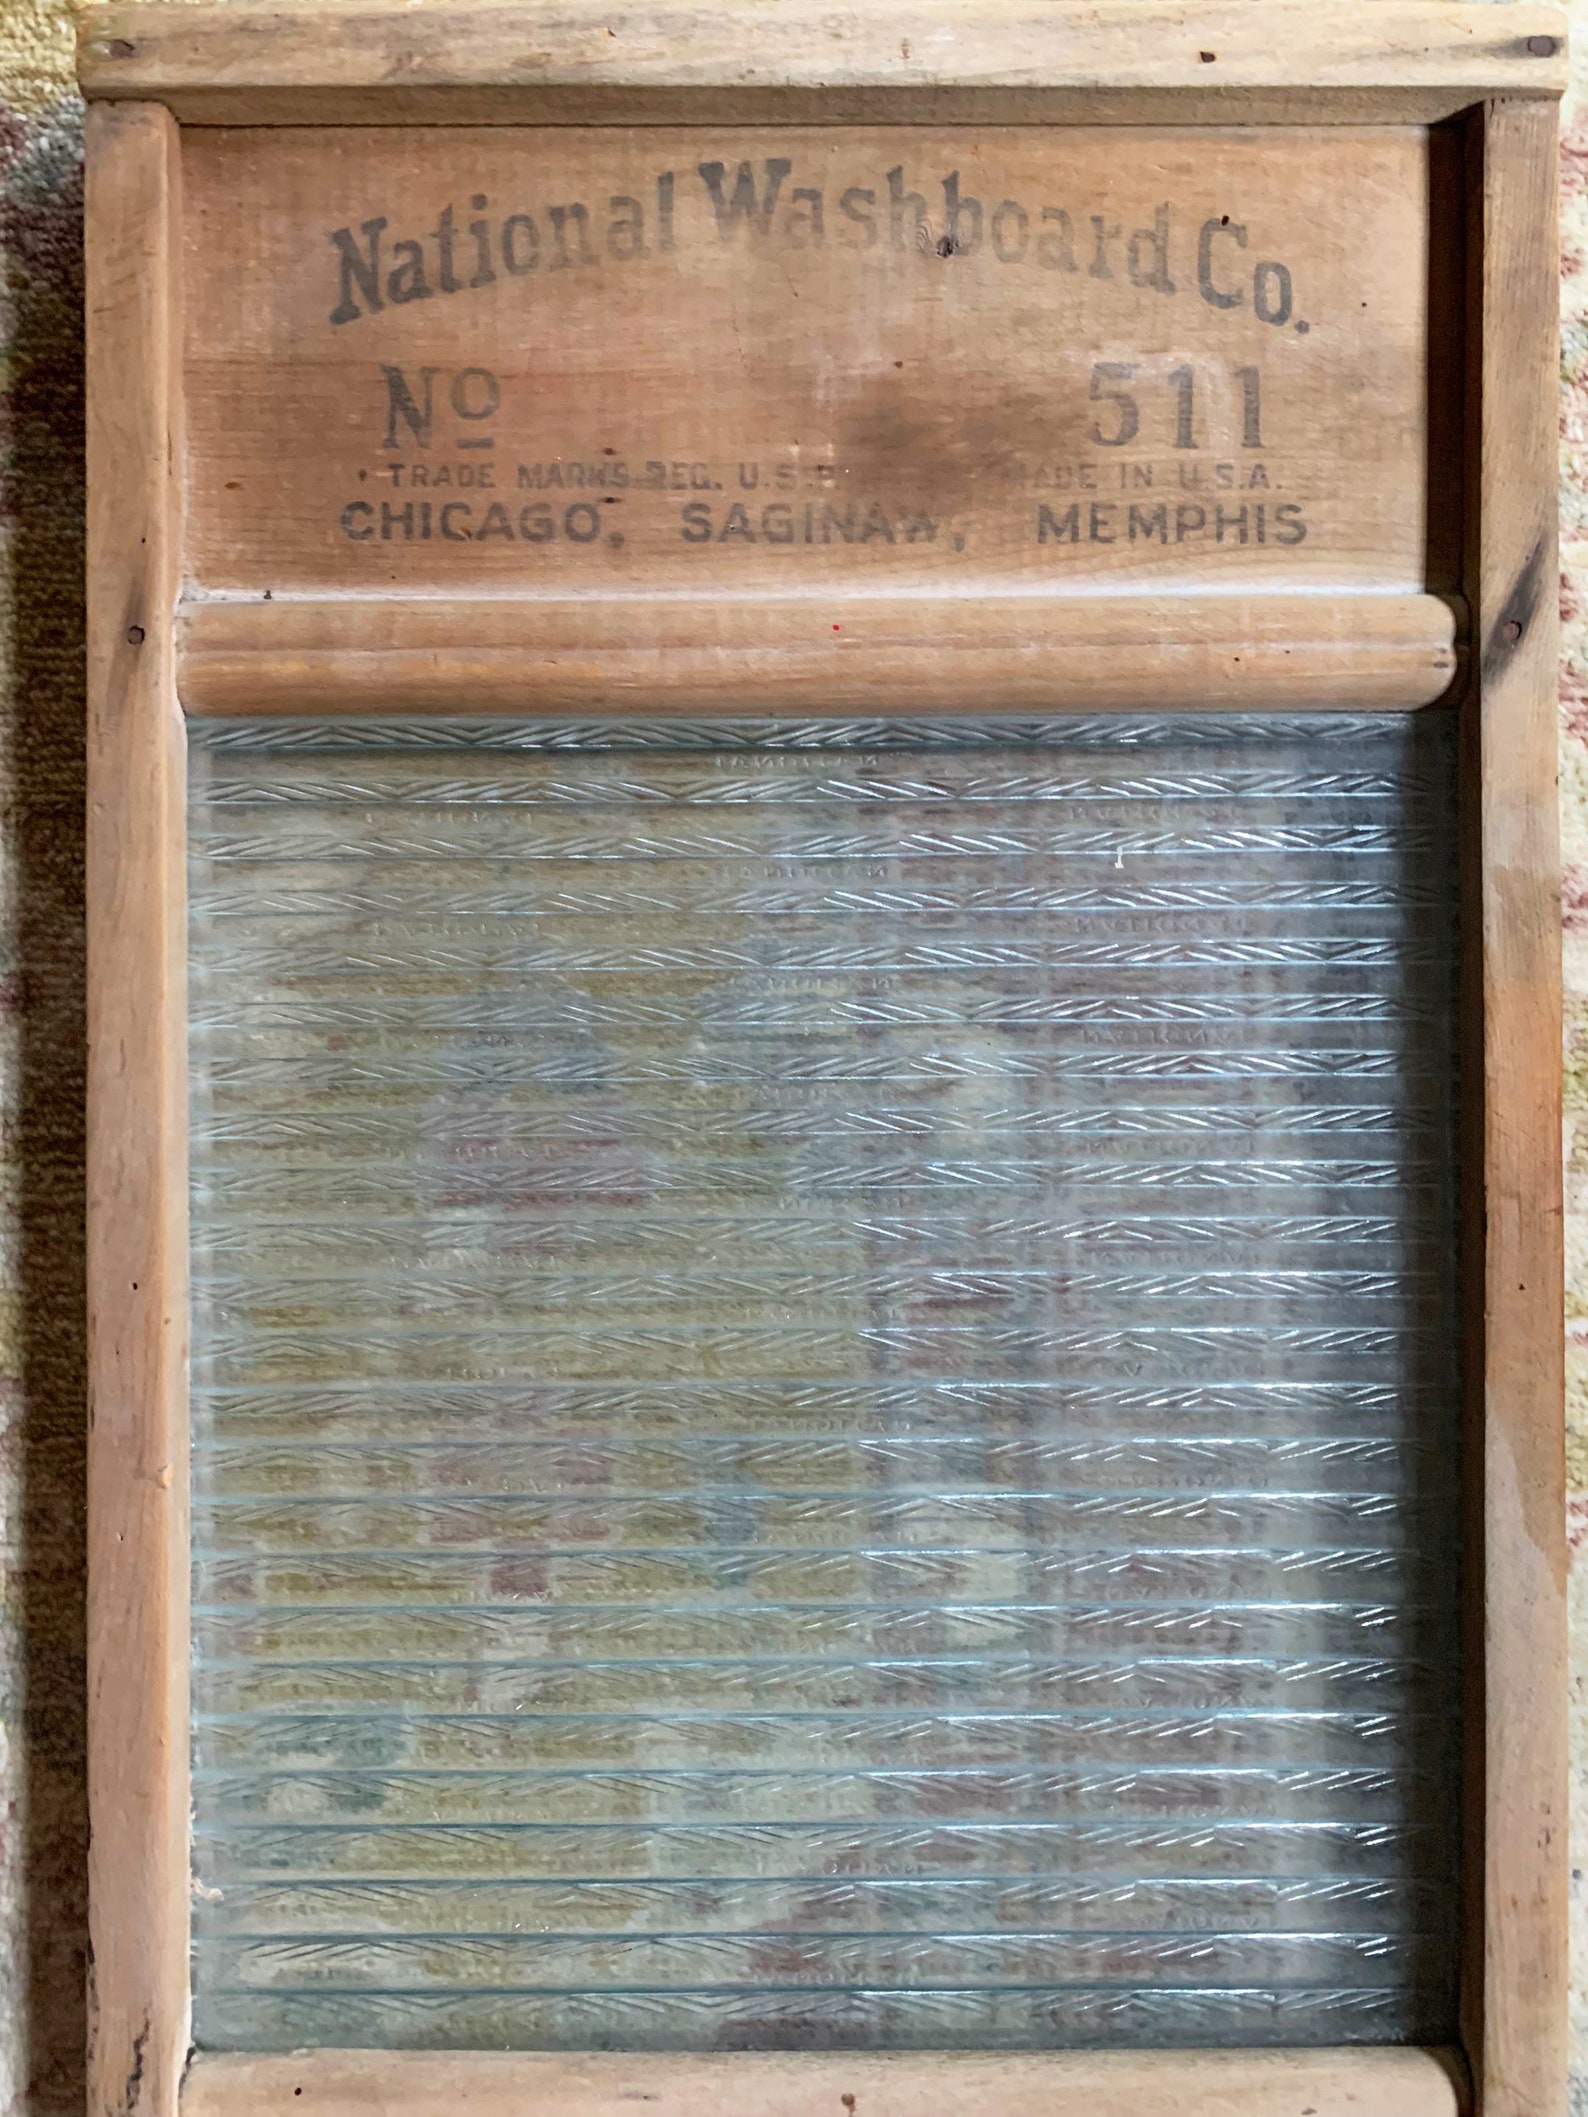 National Washboard Co.
No 511
TRADE MARKS REG. U.S.P. MADE IN U.S.A.
CHICAGO, SAGINAW, MEMPHIS